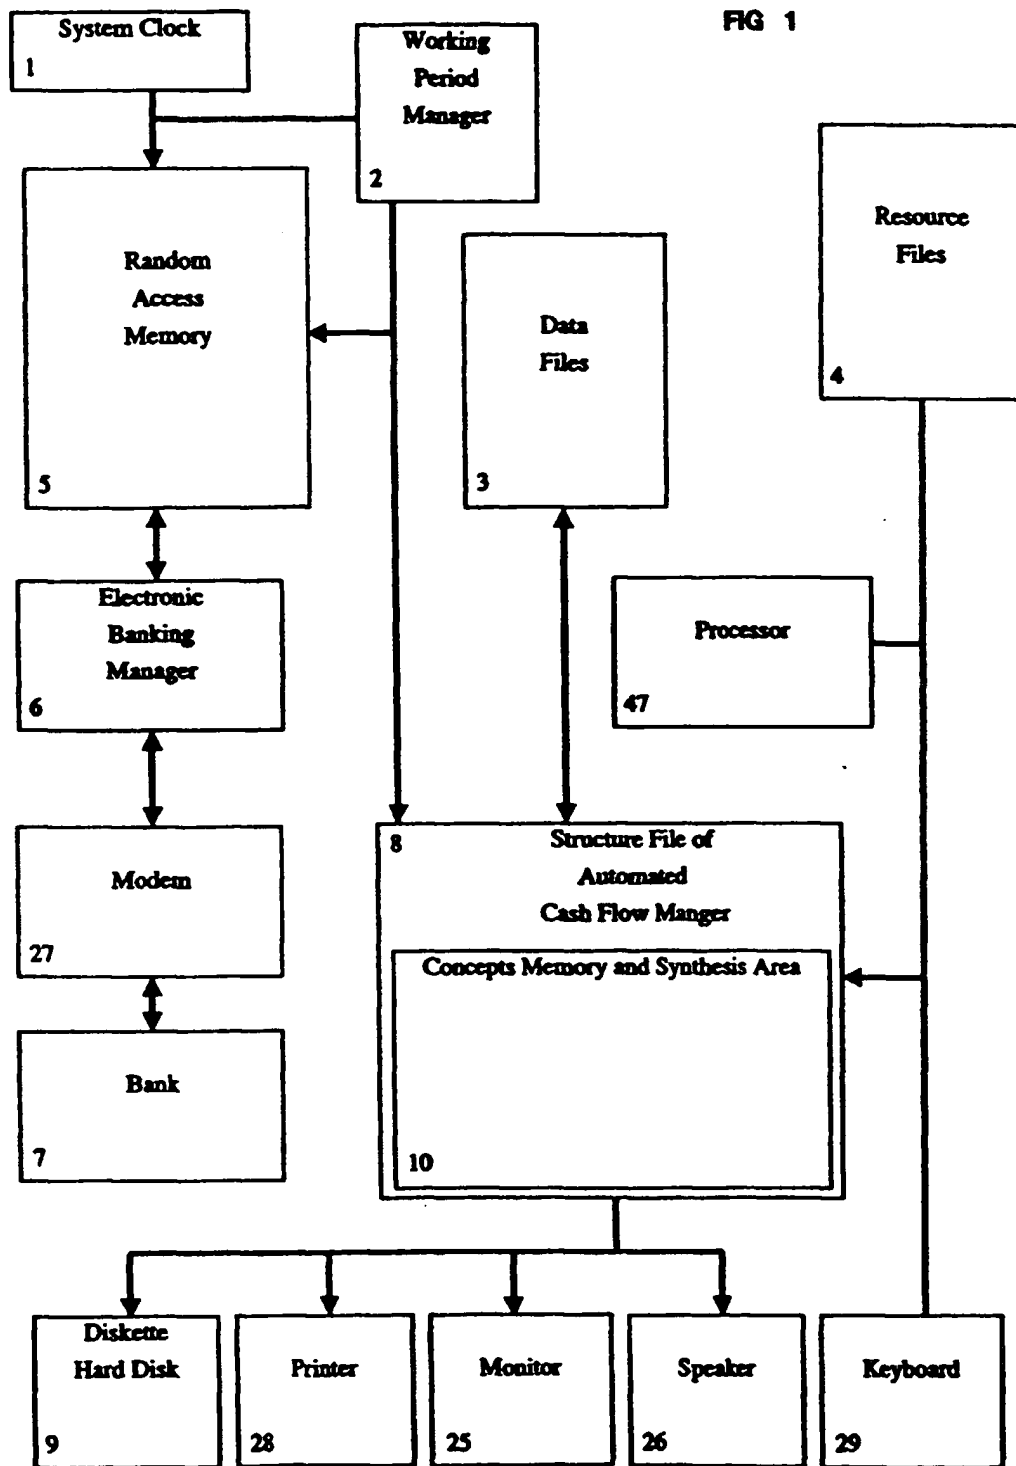 FIG 1
System Clock
1
Working
Period
Manager
2
Resource
Files
4
Random
Access
Memory
5
Data
Files
3
Electronic
Banking
Manager
6
Processor
47
Modem
27
8
Structure File of
Automated
Cash Flow Manger
Concepts Memory and Synthesis Area
10
Bank
7
Diskette
Hard Disk
9
Printer
28
Monitor
25
Speaker
26
Keyboard
29